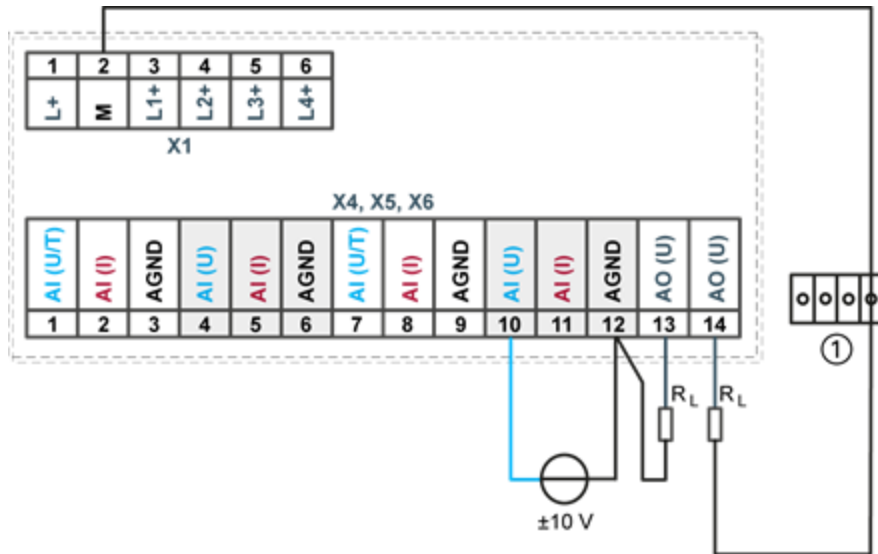 1 2 3 4 5 6
L+ M L1+ L2+ L3+ L4+
X1
X4, X5, X6
AI (U/T) AI (I) AGND AI (U) AI (I) AGND AI (U/T) AI (I) AGND AI (U) AI (I) AGND AO (U) AO (U)
1 2 3 4 5 6 7 8 9 10 11 12 13 14
①
RL RL
±10 V